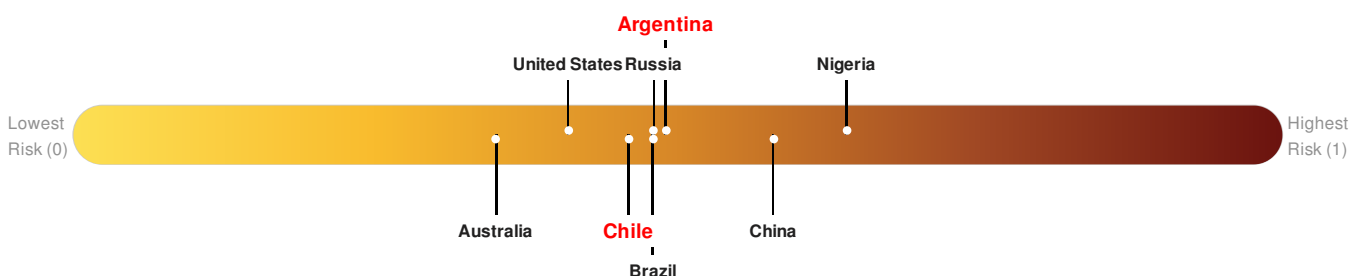 Argentina
United States Russia Nigeria
Lowest
Risk (0)
Highest
Risk (1)
Australia Chile China
Brazil